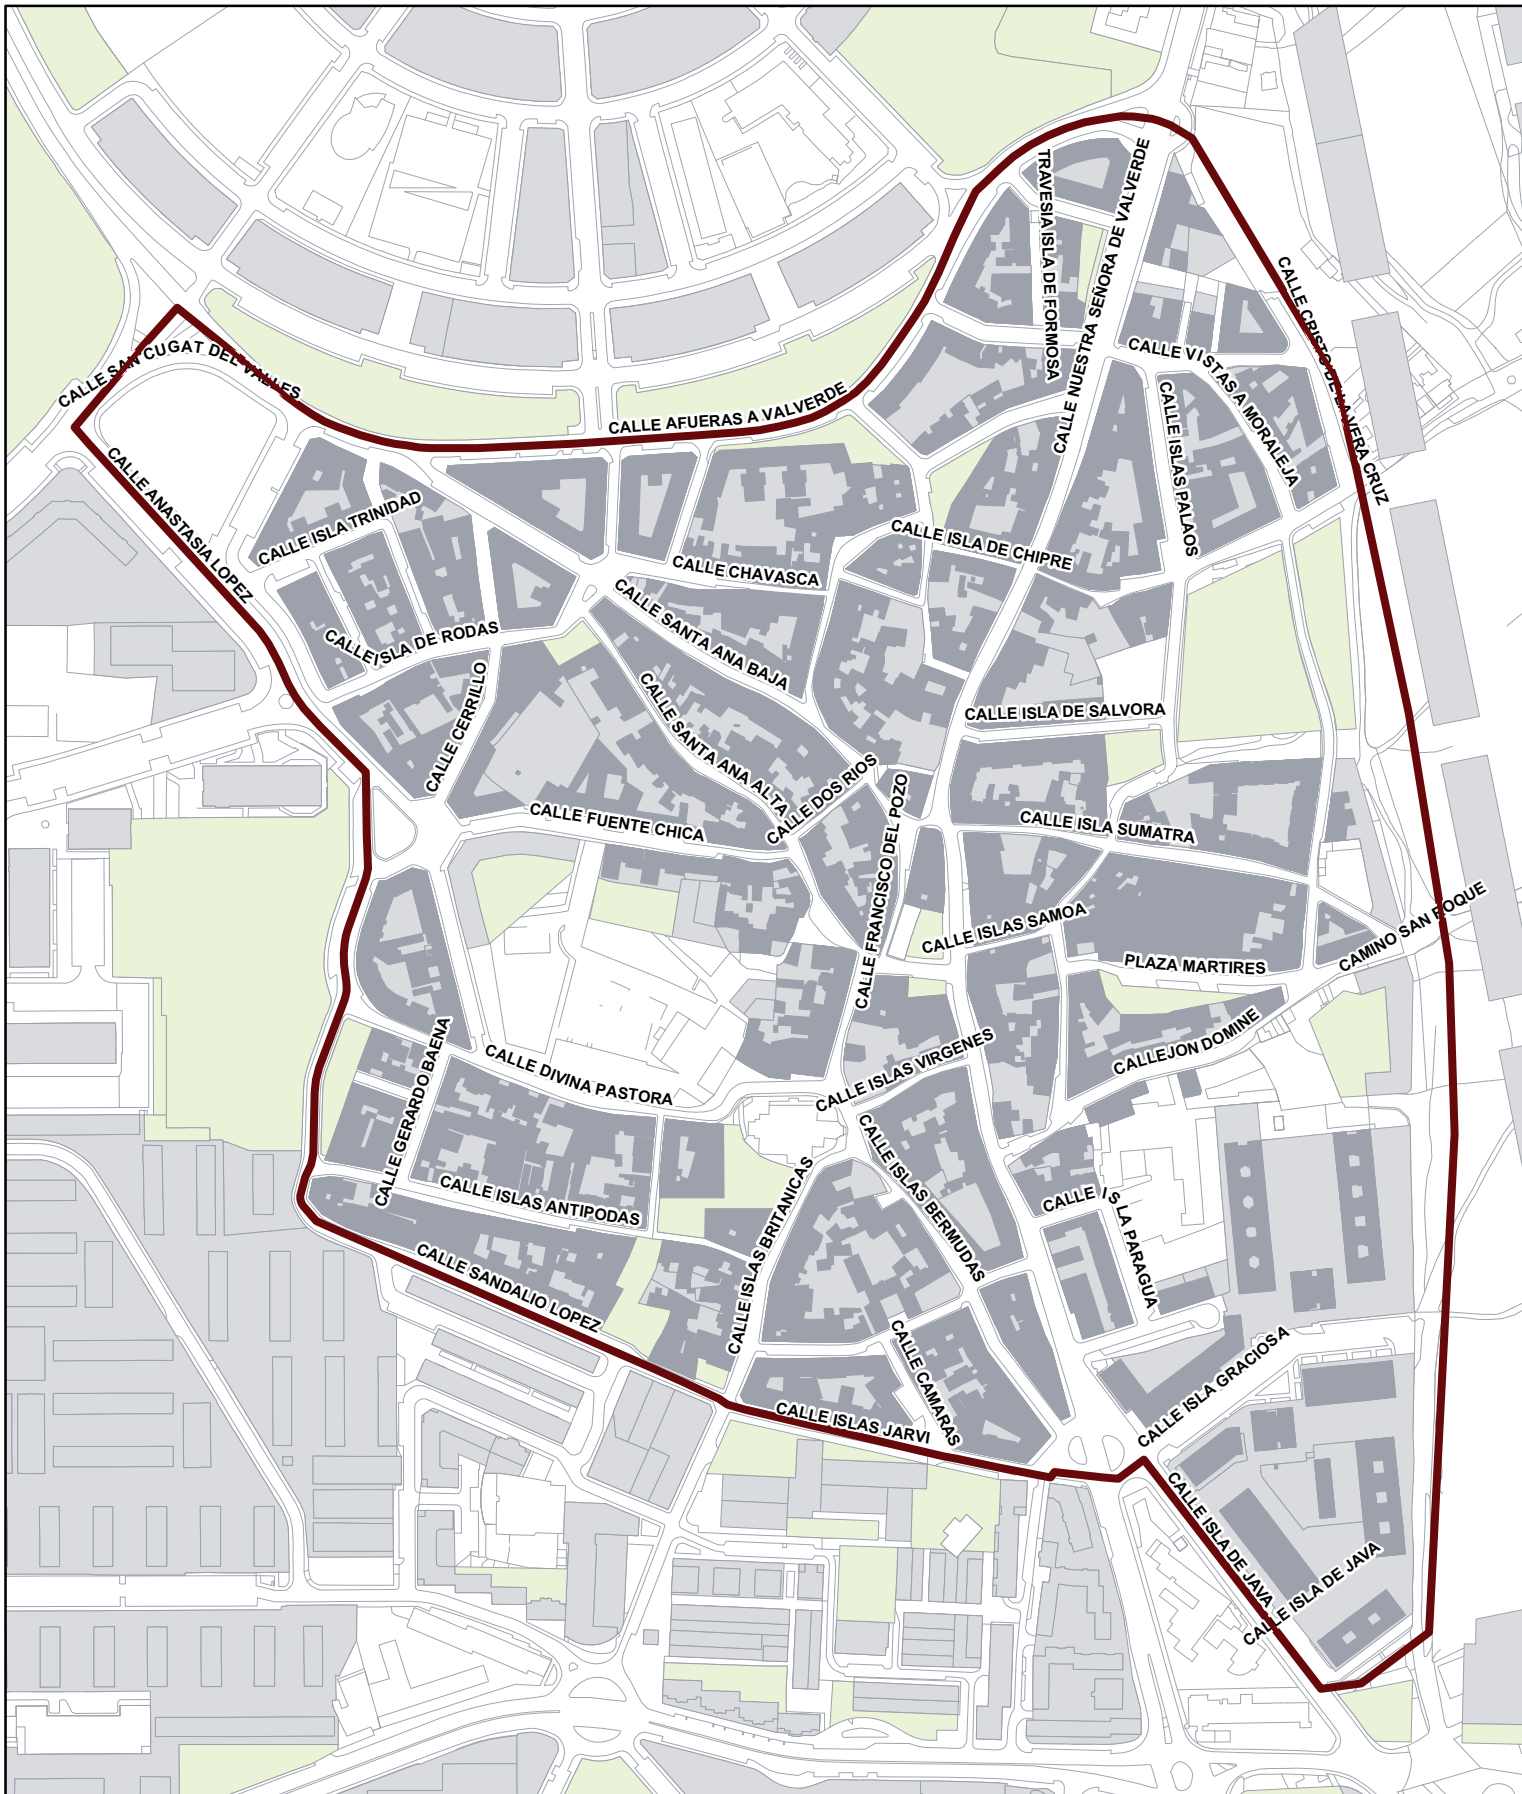 TRAVESIA ISLA DE FORMOSA
CALLE NUESTRA SEÑORA DE VALVERDE
CALLE CRISTO DE LA VERA CRUZ
CALLE SAN CUGAT DEL VALLES
CALLE VISTAS A MORALEJA
CALLE AFUERAS A VALVERDE
CALLE ISLAS PALAOS
CALLE ANASTASIA LOPEZ
CALLE ISLA TRINIDAD
CALLE ISLA DE CHIPRE
CALLE CHAVASCA
CALLE SANTA ANA BAJA
CALLE ISLA DE RODAS
CALLE CERRILLO
CALLE SANTA ANA ALTA
CALLE ISLA DE SALVORA
CALLE DOS RIOS
CALLE FUENTE CHICA
CALLE FRANCISCO DEL POZO
CALLE ISLA SUMATRA
CALLE ISLAS SAMOA
CAMINO SAN ROQUE
PLAZA MARTIRES
CALLEJON DOMINE
CALLE GERARDO BAENA
CALLE DIVINA PASTORA
CALLE ISLAS VIRGENES
CALLE ISLAS BERMUDAS
CALLE ISLAS ANTIPODAS
CALLE ISLAS BRITANICAS
CALLE ISLA PARAGUA
CALLE SANDALIO LOPEZ
CALLE CAMARAS
CALLE ISLA GRACIOSA
CALLE ISLAS JARVI
CALLE ISLA DE JAVA
CALLE ISLA DE JAVA